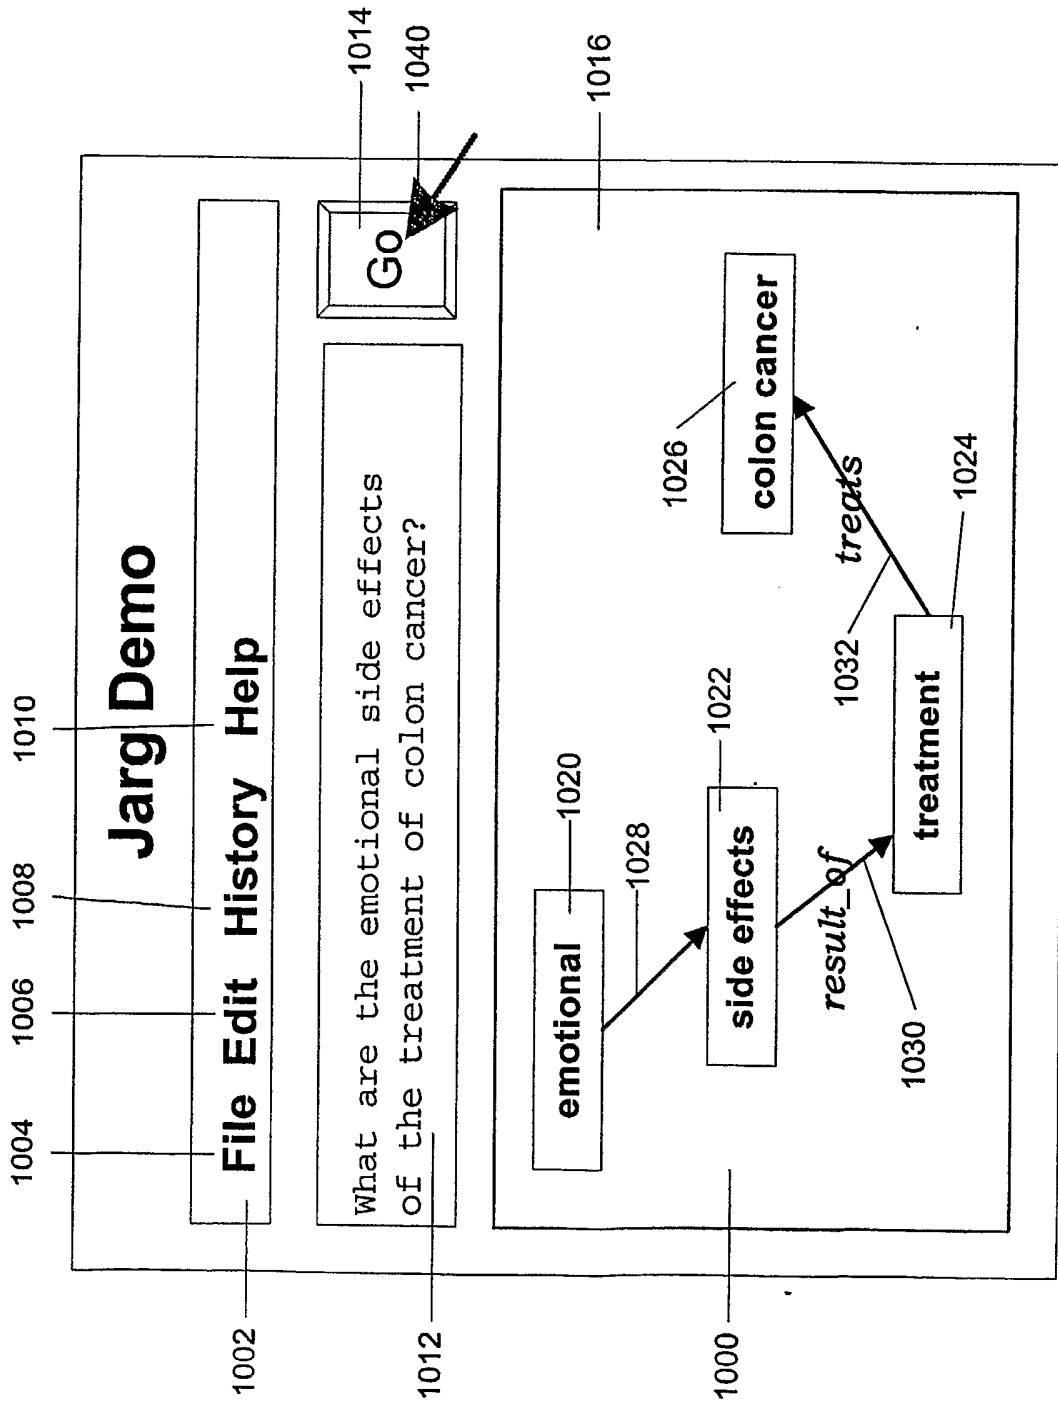 1010
1008
1006
1004
Jarg Demo
File Edit History Help
1002
1014
1040
What are the emotional side effects
of the treatment of colon cancer?
Go
1012
1016
emotional
1020
1028
side effects
1022
result_of
1030
treatment
1024
treats
1032
colon cancer
1026
1000